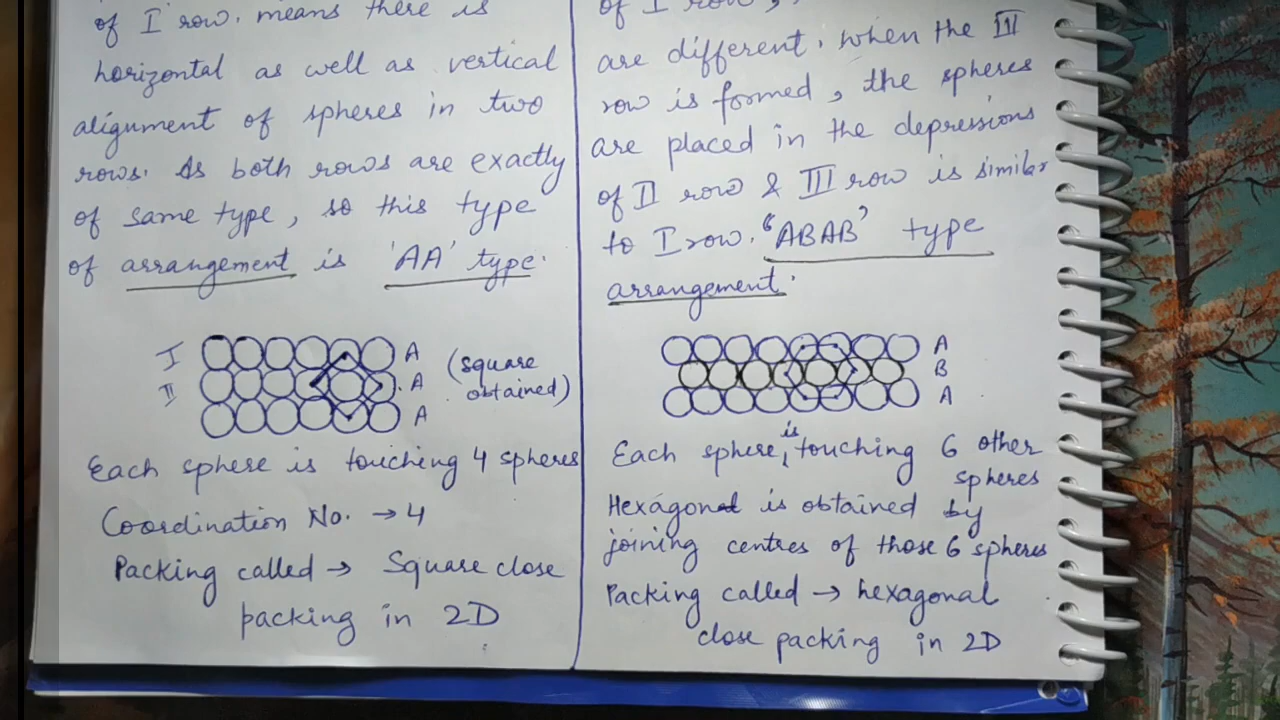 of I row. means there is
horizontal as well as vertical
alignment of spheres in two
rows. As both rows are exactly
of same type, so this type
of arrangement is 'AA' type.
I A
II A
A
(square
obtained)
Each sphere is touching 4 spheres
Coordination No. → 4
Packing called → Square close
packing in 2D
of I row,
are different. when the III
row is formed, the spheres
are placed in the depressions
of II row & III row is similar
to I row. "ABAB" type
arrangement.
A
B
A
Each sphere is touching 6 other
spheres
Hexagonal is obtained by
joining centres of those 6 spheres
Packing called → hexagonal
close packing in 2D